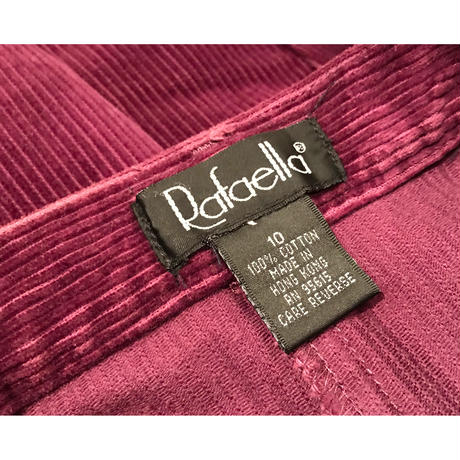 Rafaella®
10
100% COTTON
MADE IN
HONG KONG
RN 95615
CARE REVERSE